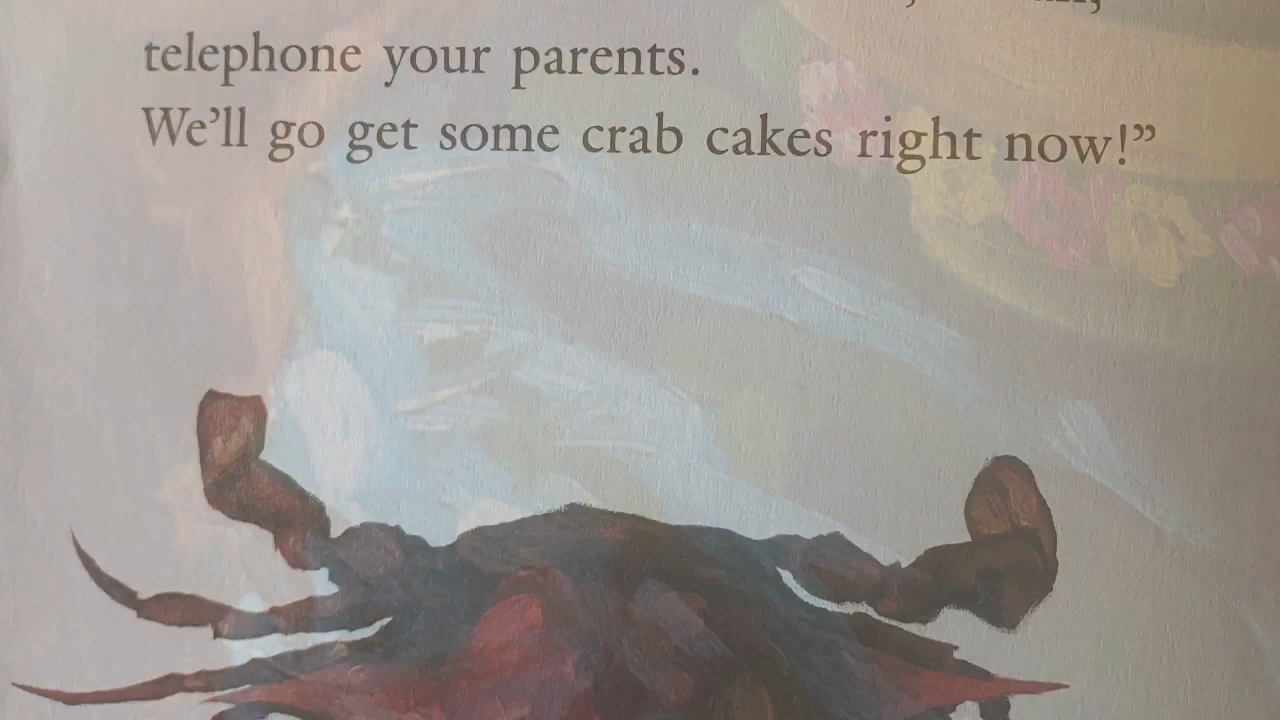 telephone your parents.
We’ll go get some crab cakes right now!”